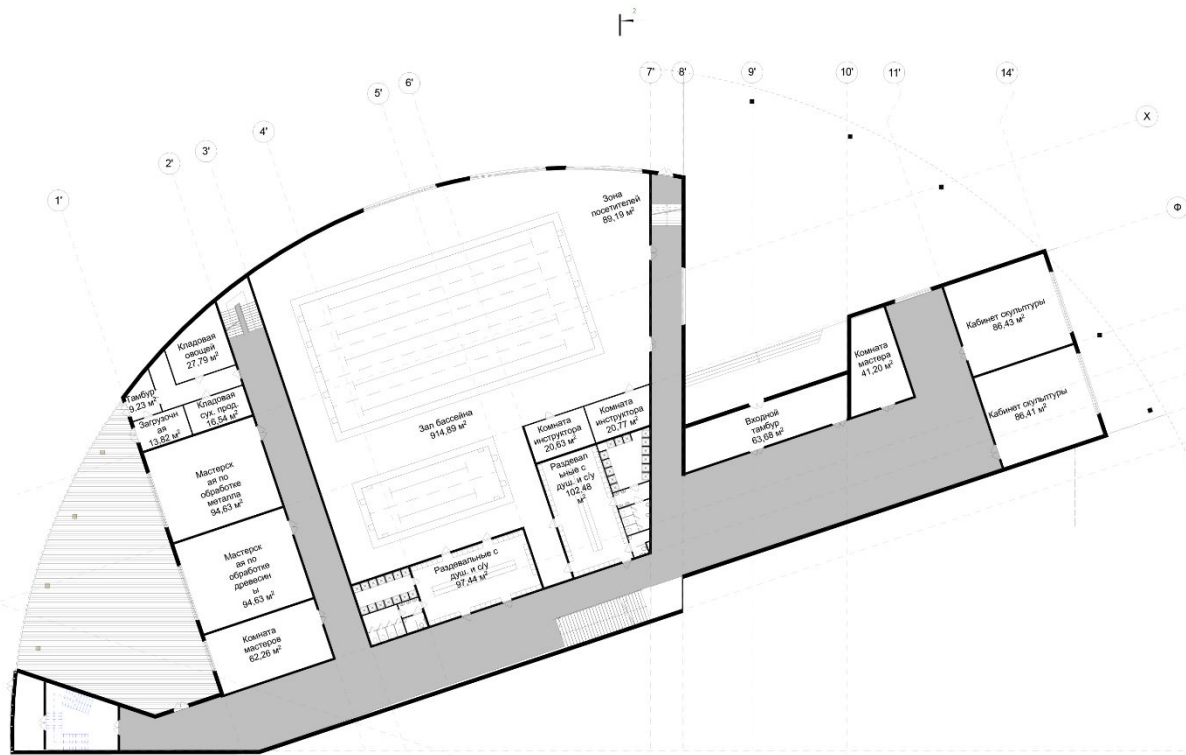 2
7'
8'
9'
10'
11'
14'
6'
5'
4'
3'
2'
1'
X
Ф
Зона
посетителей
89,19 м²
Кладовая
овощей
27,79 м²
Тамбур
9,23 м²
Кладовая
сух. прод.
16,54 м²
Загрузочн
ая
13,82 м²
Зал бассейна
914,89 м²
Комната
инструктора
20,63 м²
Комната
инструктора
20,77 м²
Раздевал
ьные с
душ. и с/у
102,48
м²
Раздевальные с
душ. и с/у
97,44 м²
Мастерск
ая по
обработке
металла
94,63 м²
Мастерск
ая по
обработке
древесин
ы
94,63 м²
Комната
мастеров
62,26 м²
Входной
тамбур
63,68 м²
Комната
мастера
41,20 м²
Кабинет скульптуры
86,43 м²
Кабинет скульптуры
86,41 м²